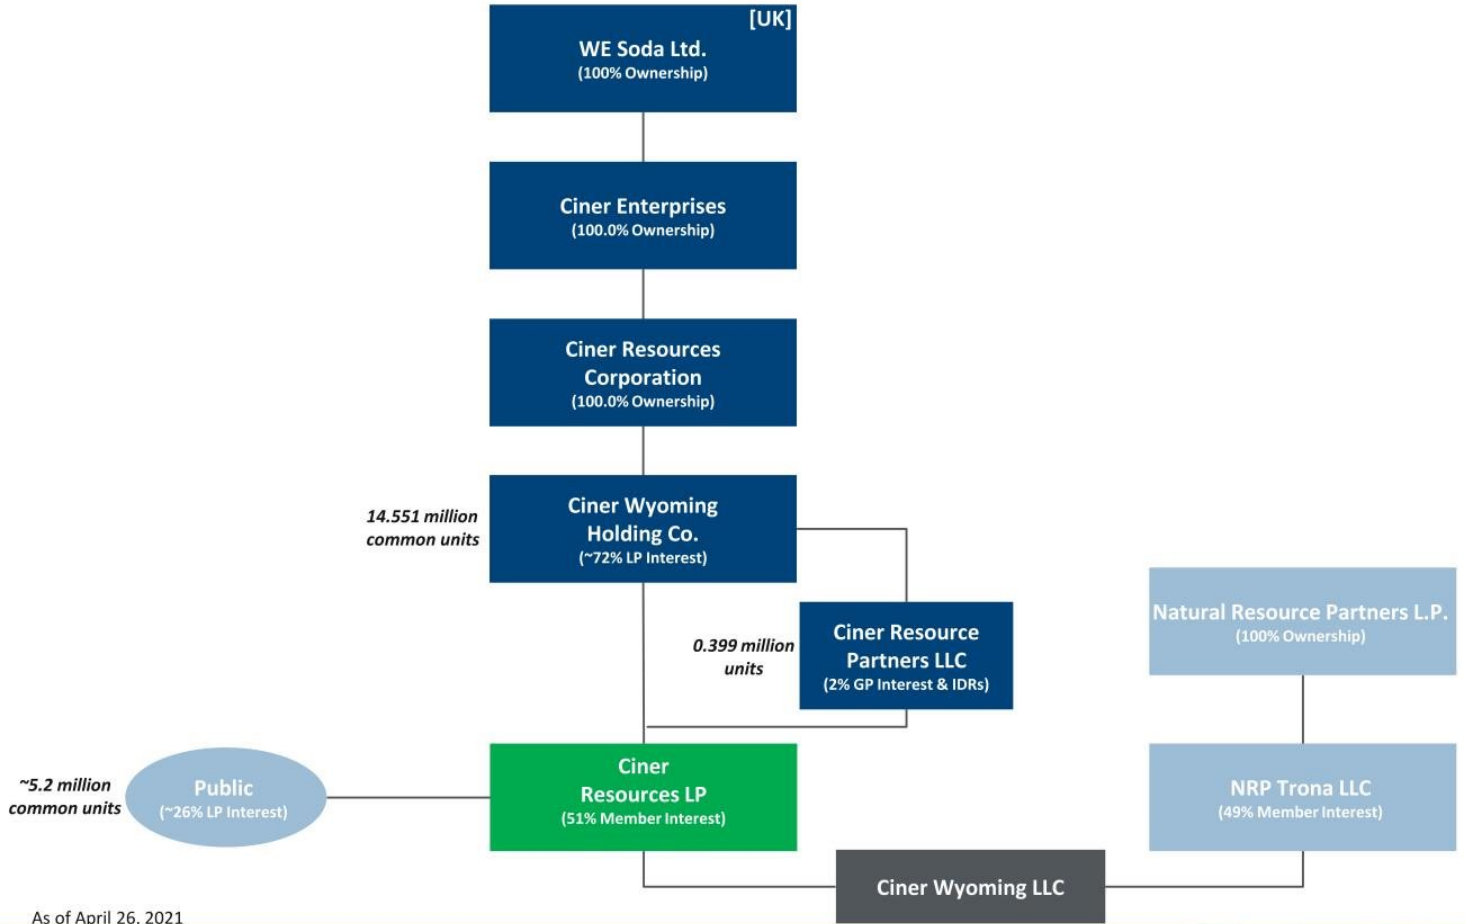 [UK]
WE Soda Ltd.
(100% Ownership)
Ciner Enterprises
(100.0% Ownership)
Ciner Resources
Corporation
(100.0% Ownership)
14.551 million
common units
Ciner Wyoming
Holding Co.
(~72% LP Interest)
0.399 million
units
Ciner Resource
Partners LLC
(2% GP Interest & IDRs)
Natural Resource Partners L.P.
(100% Ownership)
~5.2 million
common units
Public
(~26% LP Interest)
Ciner
Resources LP
(51% Member Interest)
NRP Trona LLC
(49% Member Interest)
Ciner Wyoming LLC
As of April 26, 2021